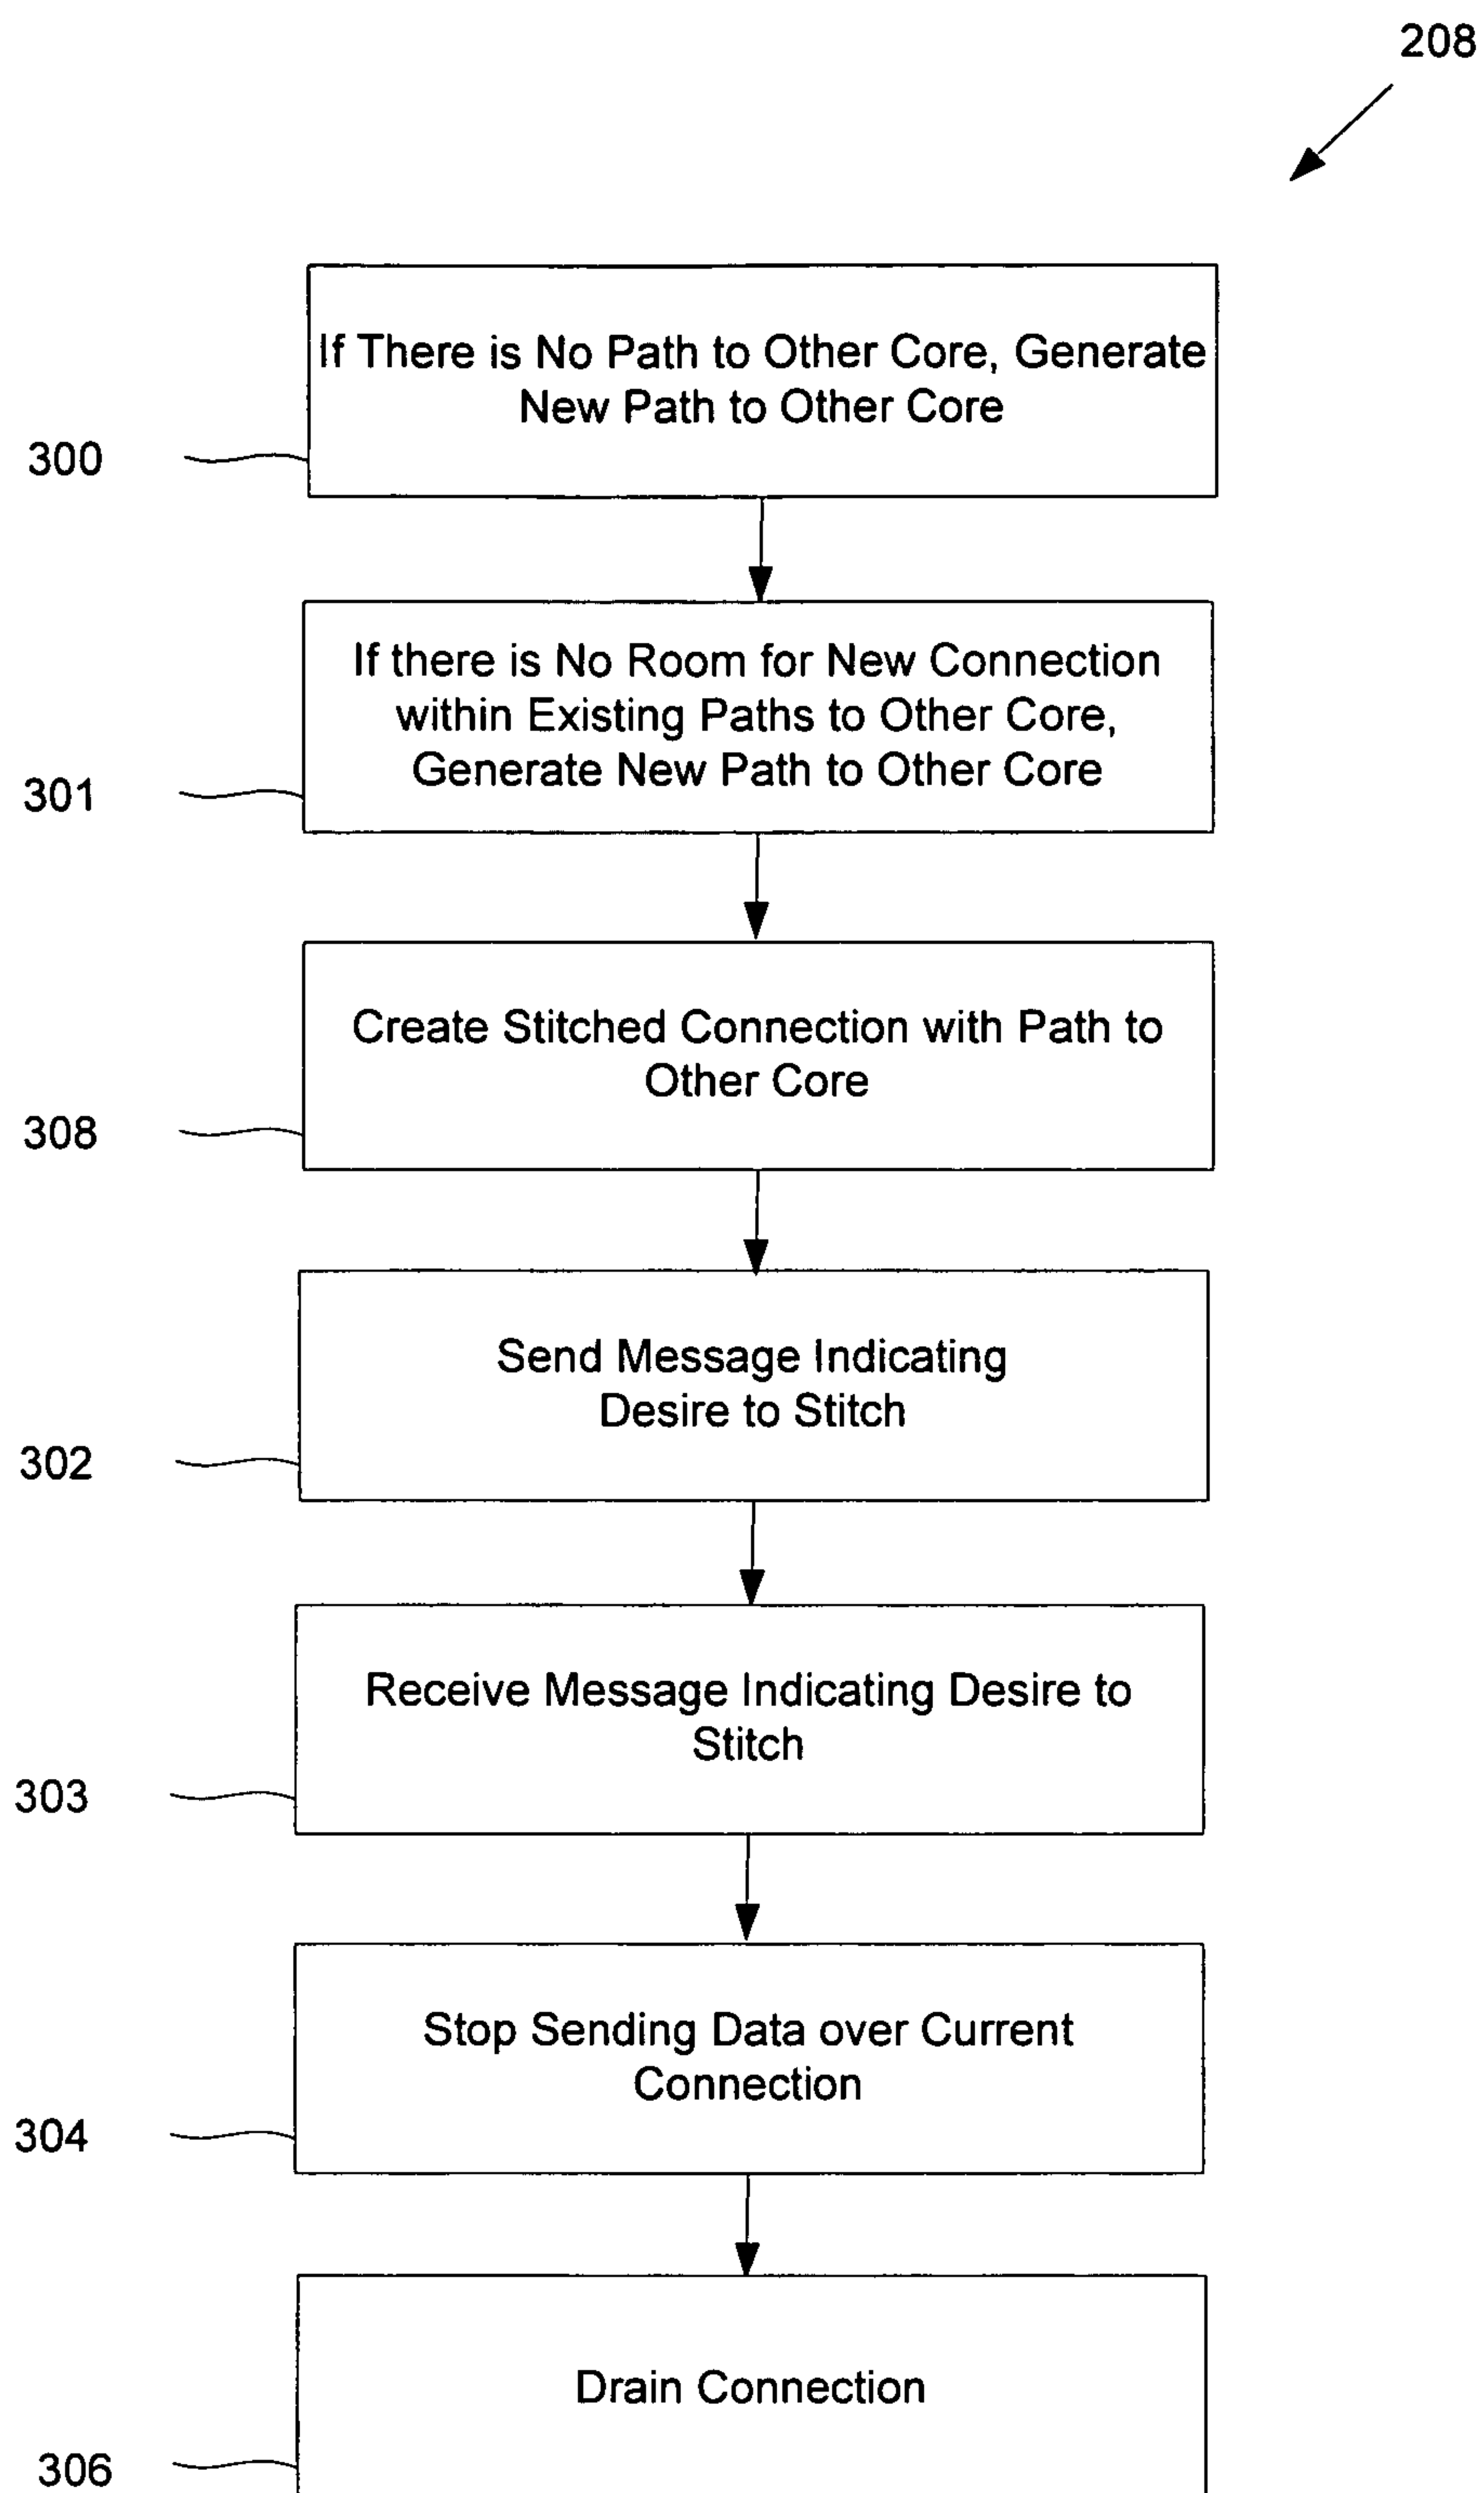 208
If There is No Path to Other Core, Generate
New Path to Other Core
300
If there is No Room for New Connection
within Existing Paths to Other Core,
Generate New Path to Other Core
301
Create Stitched Connection with Path to
Other Core
308
Send Message Indicating
Desire to Stitch
302
Receive Message Indicating Desire to
Stitch
303
Stop Sending Data over Current
Connection
304
Drain Connection
306